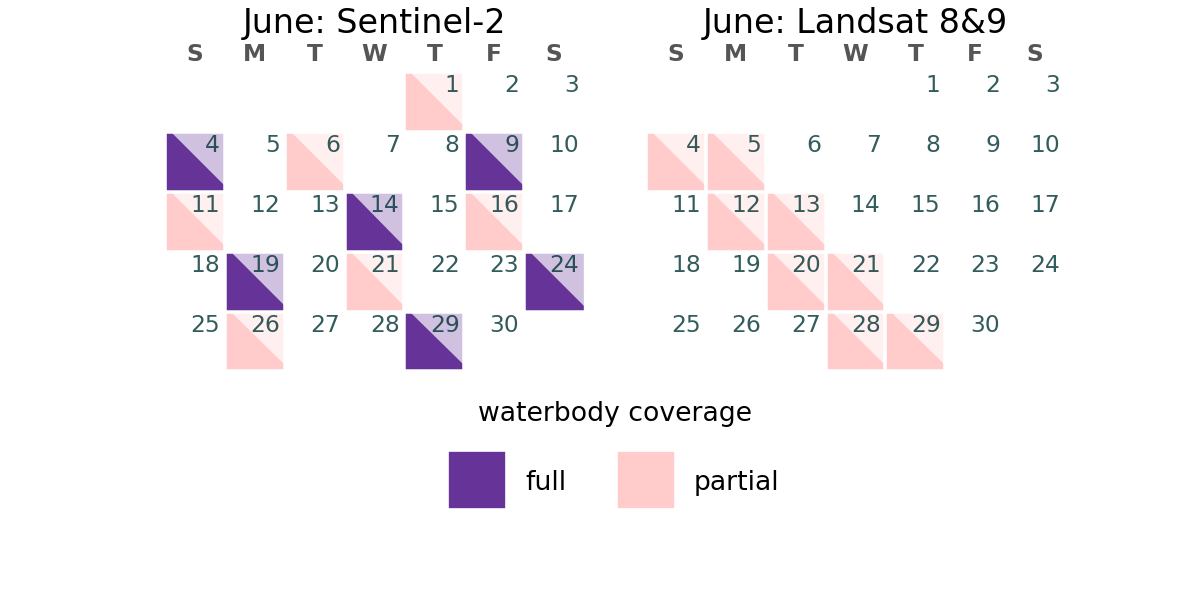 June: Sentinel-2
S M T W T F S
1 2 3
4 5 6 7 8 9 10
11 12 13 14 15 16 17
18 19 20 21 22 23 24
25 26 27 28 29 30
June: Landsat 8&9
S M T W T F S
1 2 3
4 5 6 7 8 9 10
11 12 13 14 15 16 17
18 19 20 21 22 23 24
25 26 27 28 29 30
waterbody coverage
full partial